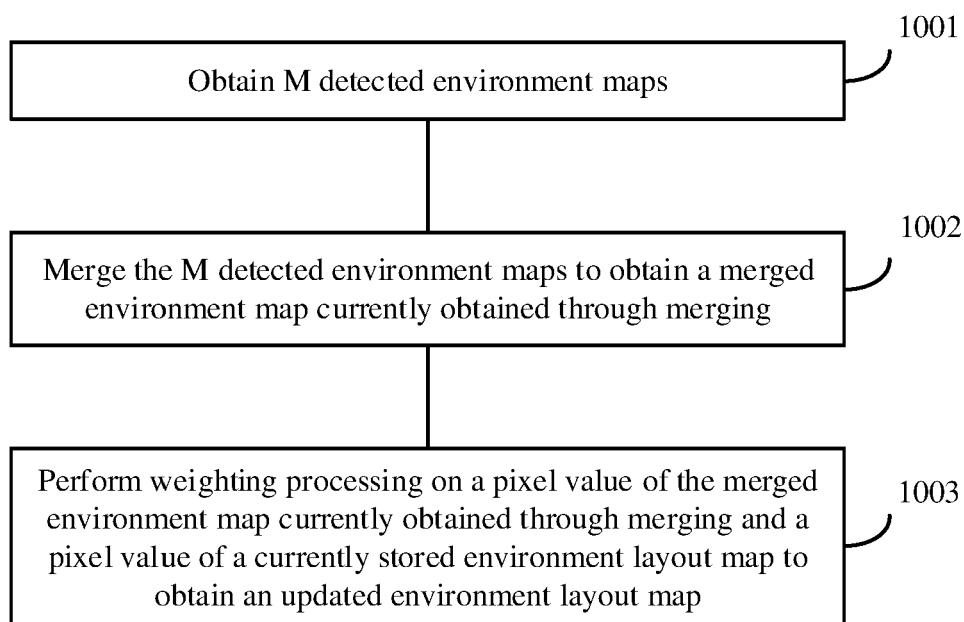 1001
Obtain M detected environment maps
1002
Merge the M detected environment maps to obtain a merged
environment map currently obtained through merging
Perform weighting processing on a pixel value of the merged
1003
environment map currently obtained through merging and a
pixel value of a currently stored environment layout map to
obtain an updated environment layout map